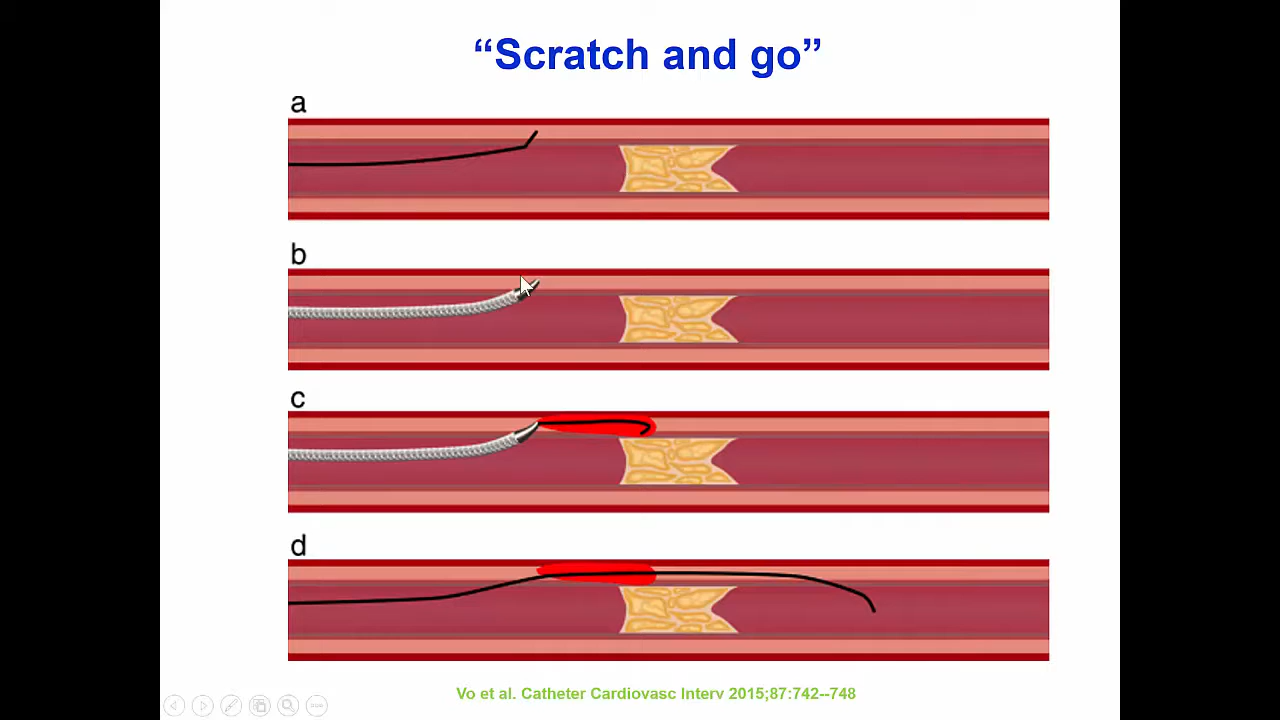 “Scratch and go”
a
b
c
d
Vo et al. Catheter Cardiovasc Interv 2015;87:742--748